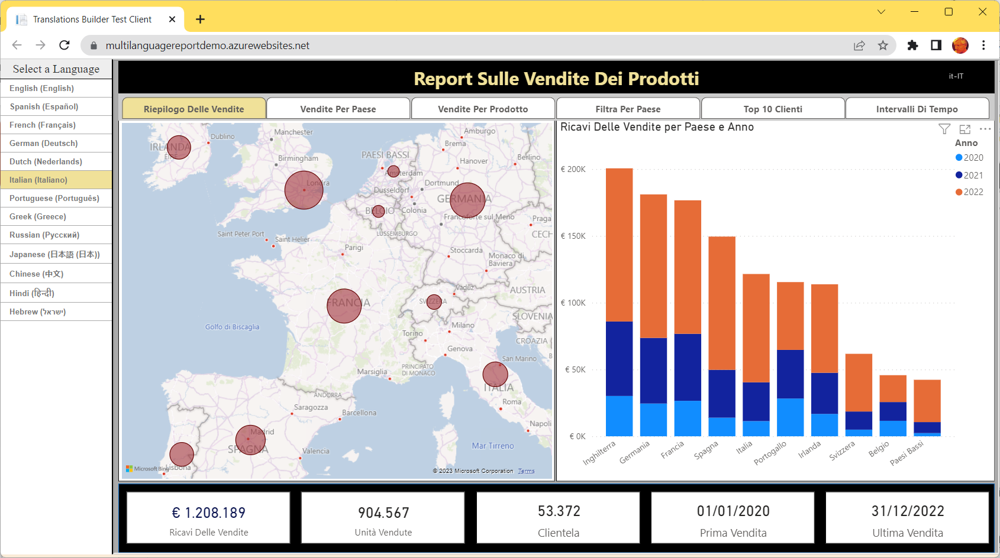 Translations Builder Test Client
multilanguagereportdemo.azurewebsites.net
Select a Language
English (English)
Spanish (Español)
French (Français)
German (Deutsch)
Dutch (Nederlands)
Italian (Italiano)
Portuguese (Português)
Greek (Greece)
Russian (Русский)
Japanese (日本語 (日本))
Chinese (中文)
Hindi (हिन्दी)
Hebrew (ישראל)
Report Sulle Vendite Dei Prodotti
it-IT
Riepilogo Delle Vendite
Vendite Per Paese
Vendite Per Prodotto
Filtra Per Paese
Top 10 Clienti
Intervalli Di Tempo
IRLANDA
ÉIRE
Dublino
Manchester
Birmingham
Londra
PAESI BASSI
Amsterdam
Amburgo
Brema
Hanover
Berlino
Dortmund
Dusseldorf
GERMANIA
BELGIO
Colonia
Francoforte sul Meno
Praga
CECH
LUSSEMBURGO
Saint Peter Port
Saint Helier
Parigi
Stoccarda
Monaco di
Baviera
Vaduz
AUSTRIA
SVIZZERA
FRANCIA
SLOVENIA
Golfo di Biscaglia
Milano
Torino
CROAZIA
Genova
San Marino
B
PRINCIPATO
DI MONACO
Marsiglia
ITALIA
ANDORRA
Roma
Saragozza
Barcellona
Napoli
Madrid
SPAGNA
Mar Tirreno
Valencia
Lisbona
Microsoft Bing
© 2023 Microsoft Corporation Terms
Ricavi Delle Vendite per Paese e Anno
Anno
2020
2021
2022
€ 200K
€ 150K
€ 100K
€ 50K
€ 0K
Inghilterra
Germania
Francia
Spagna
Italia
Portogallo
Irlanda
Svizzera
Belgio
Paesi Bassi
€ 1.208.189
Ricavi Delle Vendite
904.567
Unità Vendute
53.372
Clientela
01/01/2020
Prima Vendita
31/12/2022
Ultima Vendita